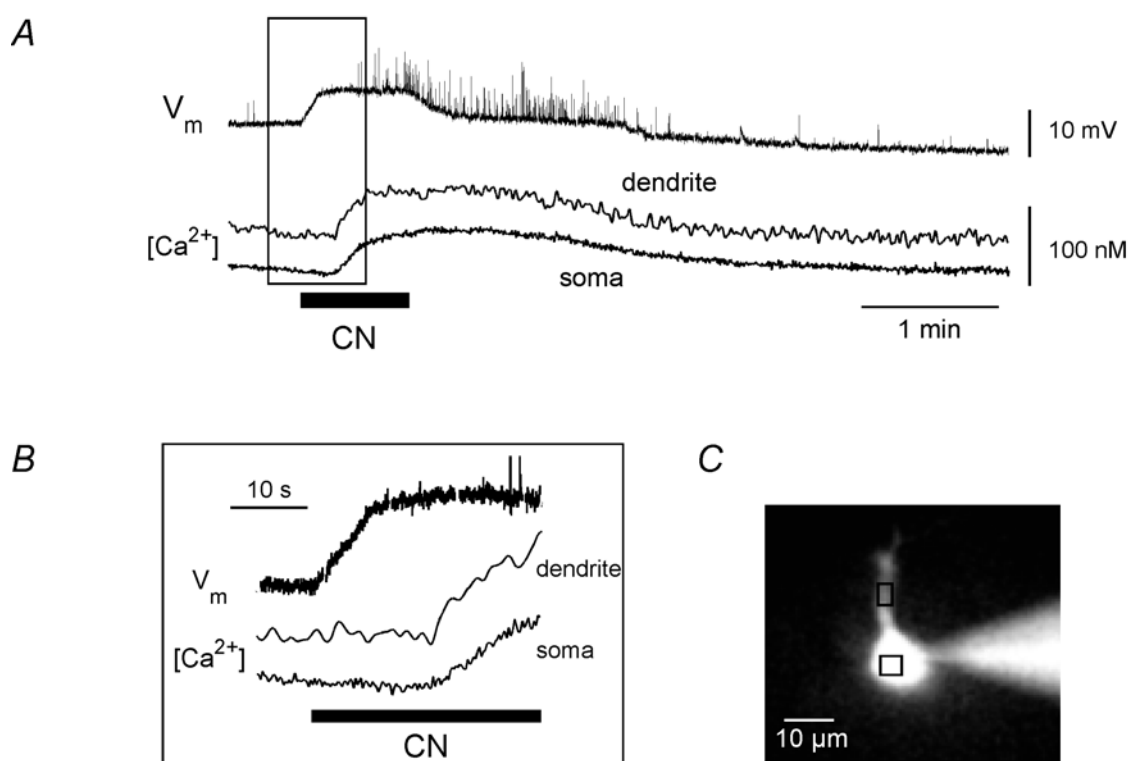 A
Vm
10 mV
dendrite
[Ca2+]
100 nM
soma
CN
1 min
B
10 s
Vm
dendrite
[Ca2+]
soma
CN
C
10 µm